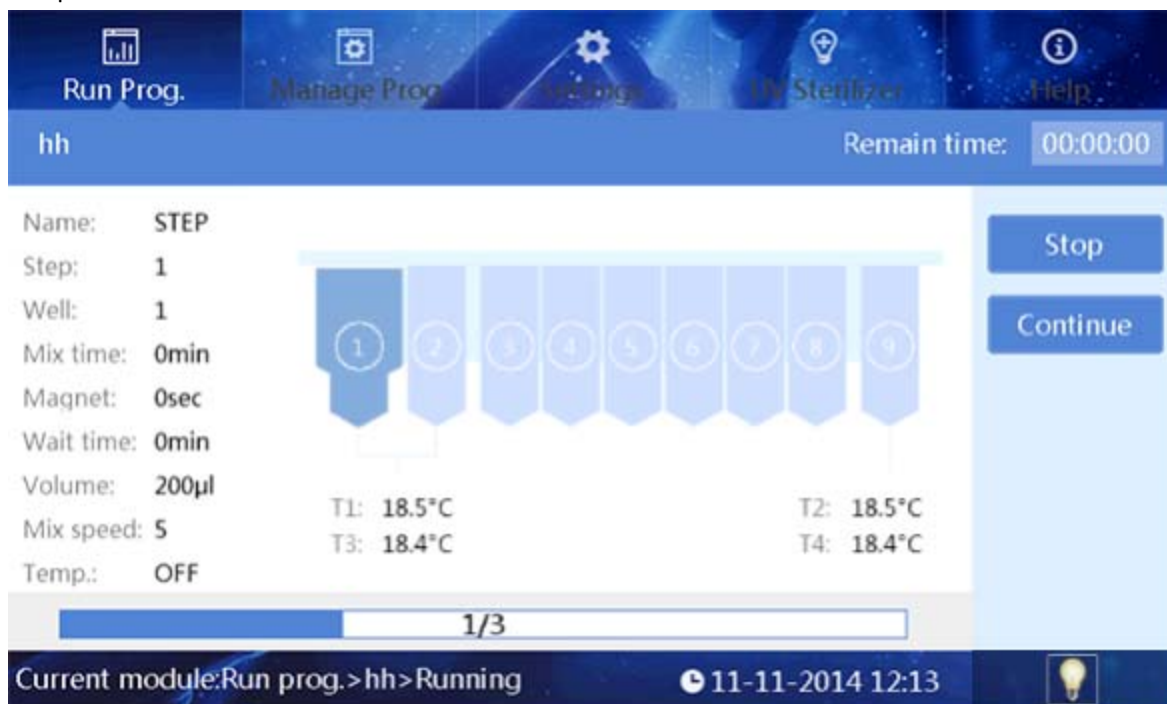 Run Prog.
Manage Prog.
Settings
UV Sterilizer
Help
hh
Remain time: 00:00:00
Name: STEP
Step: 1
Well: 1
Mix time: 0min
Magnet: 0sec
Wait time: 0min
Volume: 200µl
Mix speed: 5
Temp.: OFF
1 2 3 4 5 6 7 8 9
T1: 18.5°C
T2: 18.5°C
T3: 18.4°C
T4: 18.4°C
Stop
Continue
1/3
Current module:Run prog.>hh>Running
11-11-2014 12:13